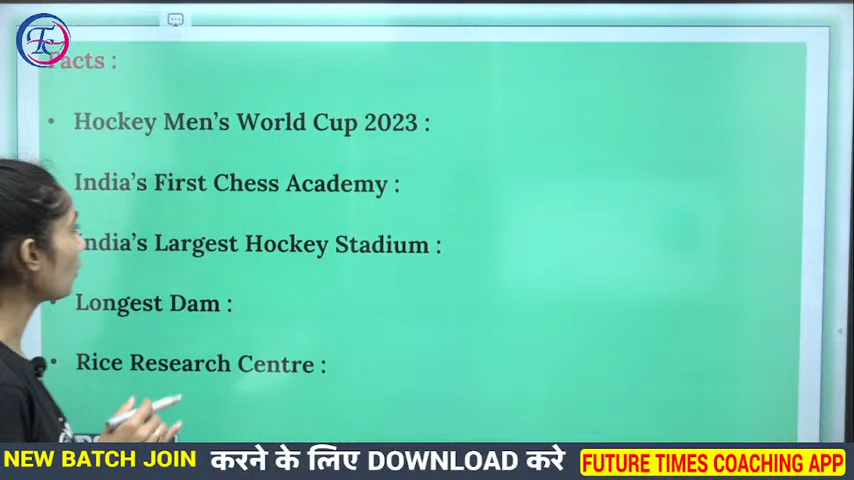 Facts :
Hockey Men's World Cup 2023 :
India's First Chess Academy :
India's Largest Hockey Stadium :
Longest Dam :
Rice Research Centre :
NEW BATCH JOIN करने के लिए DOWNLOAD करे FUTURE TIMES COACHING APP